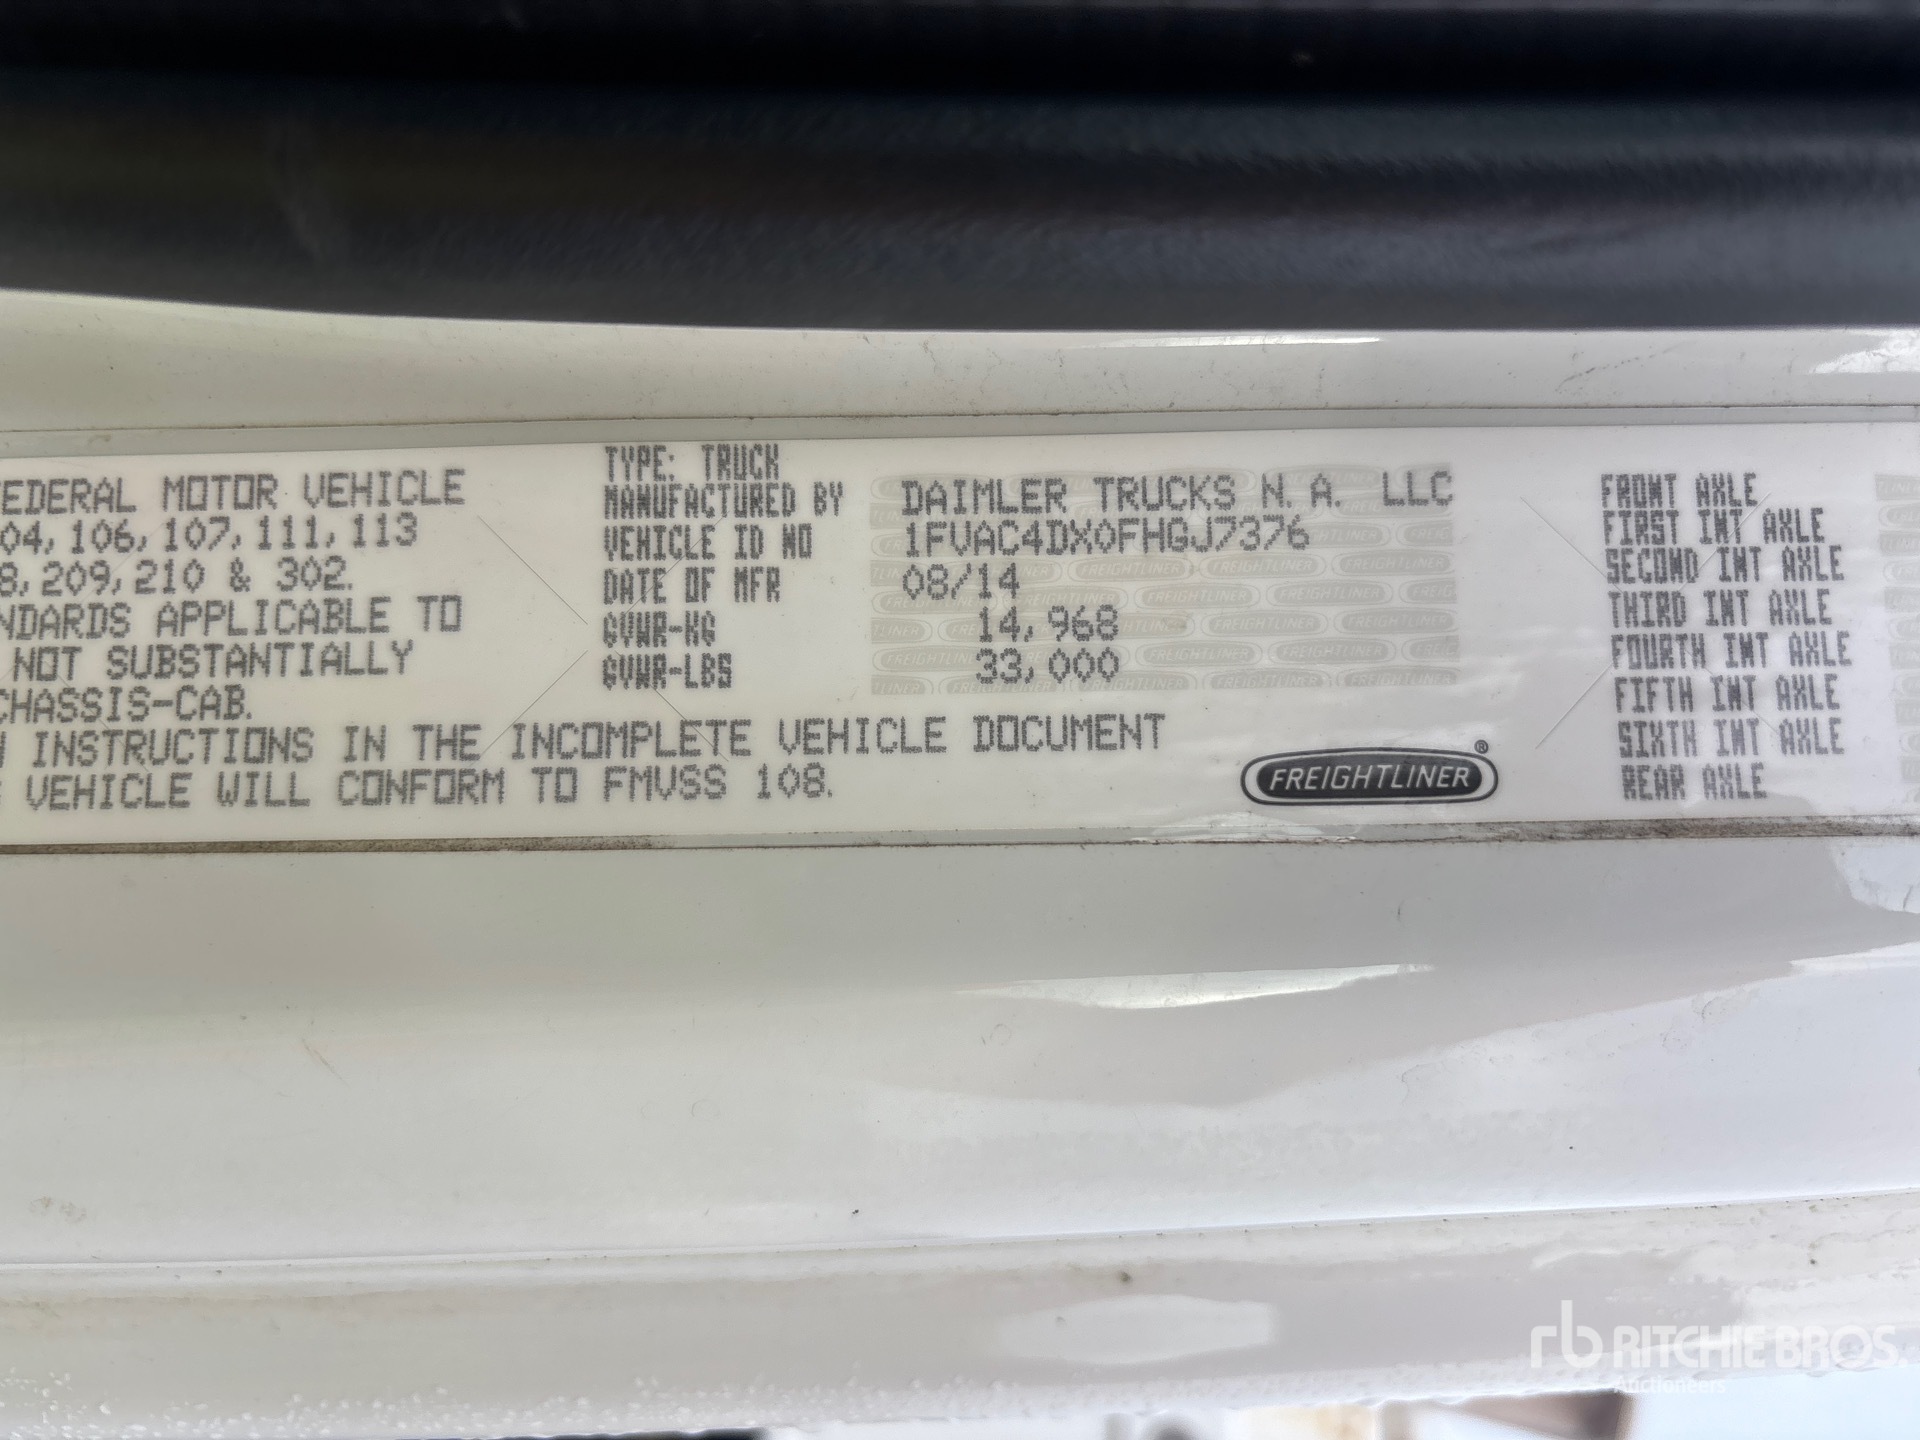 FEDERAL MOTOR VEHICLE
04, 106, 107, 111, 113
8, 209, 210 & 302.
NDARDS APPLICABLE TO
NOT SUBSTANTIALLY
CHASSIS-CAB.
INSTRUCTIONS IN THE INCOMPLETE VEHICLE DOCUMENT
VEHICLE WILL CONFORM TO FMVSS 108.
TYPE: TRUCK
MANUFACTURED BY DAIMLER TRUCKS N. A. LLC
VEHICLE ID NO 1FVAC4DX0FHGJ7376
DATE OF MFR 08/14
GVWR-KG 14,968
GVWR-LBS 33,000
FREIGHTLINER®
FRONT AXLE
FIRST INT AXLE
SECOND INT AXLE
THIRD INT AXLE
FOURTH INT AXLE
FIFTH INT AXLE
SIXTH INT AXLE
REAR AXLE
rb RITCHIE BROS.
Auctioneers